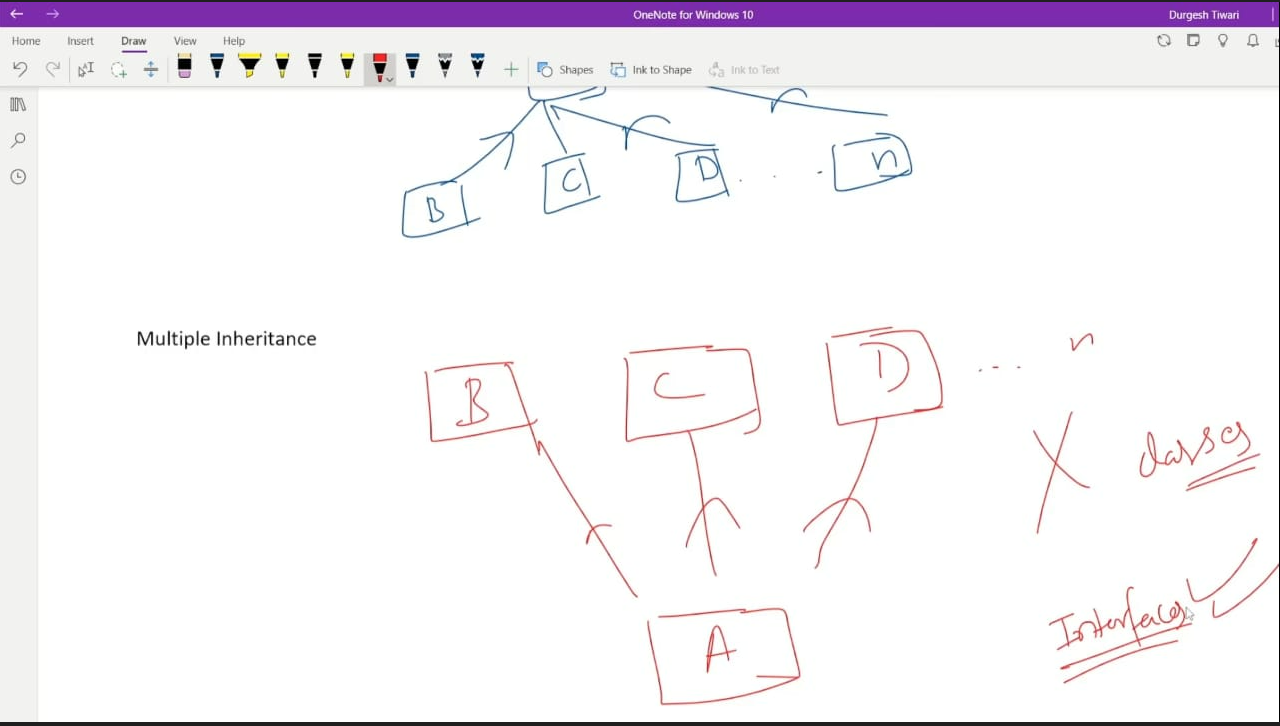 OneNote for Windows 10
Durgesh Tiwari
Home Insert Draw View Help
Shapes Ink to Shape Ink to Text
B C D . . . n
Multiple Inheritance
B C D ... n
X classes
A
Interfaces